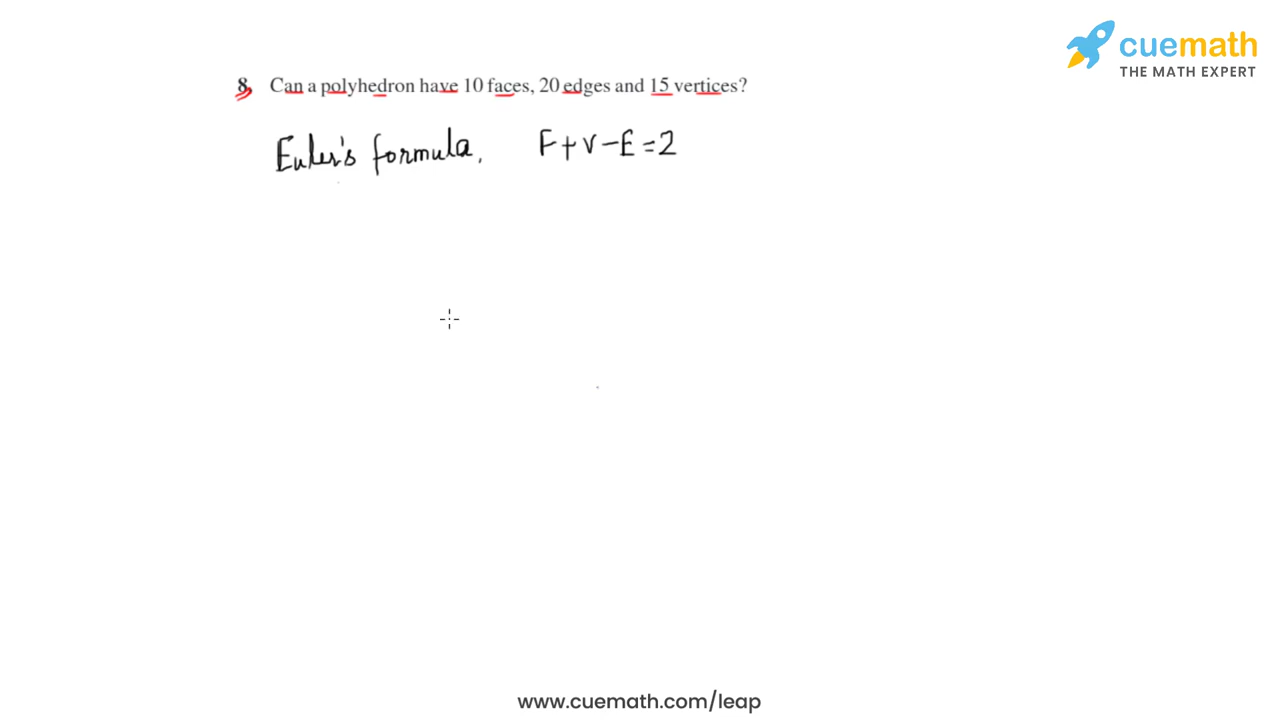 cuemath
THE MATH EXPERT
8. Can a polyhedron have 10 faces, 20 edges and 15 vertices?
Euler's formula, F+V-E=2
www.cuemath.com/leap